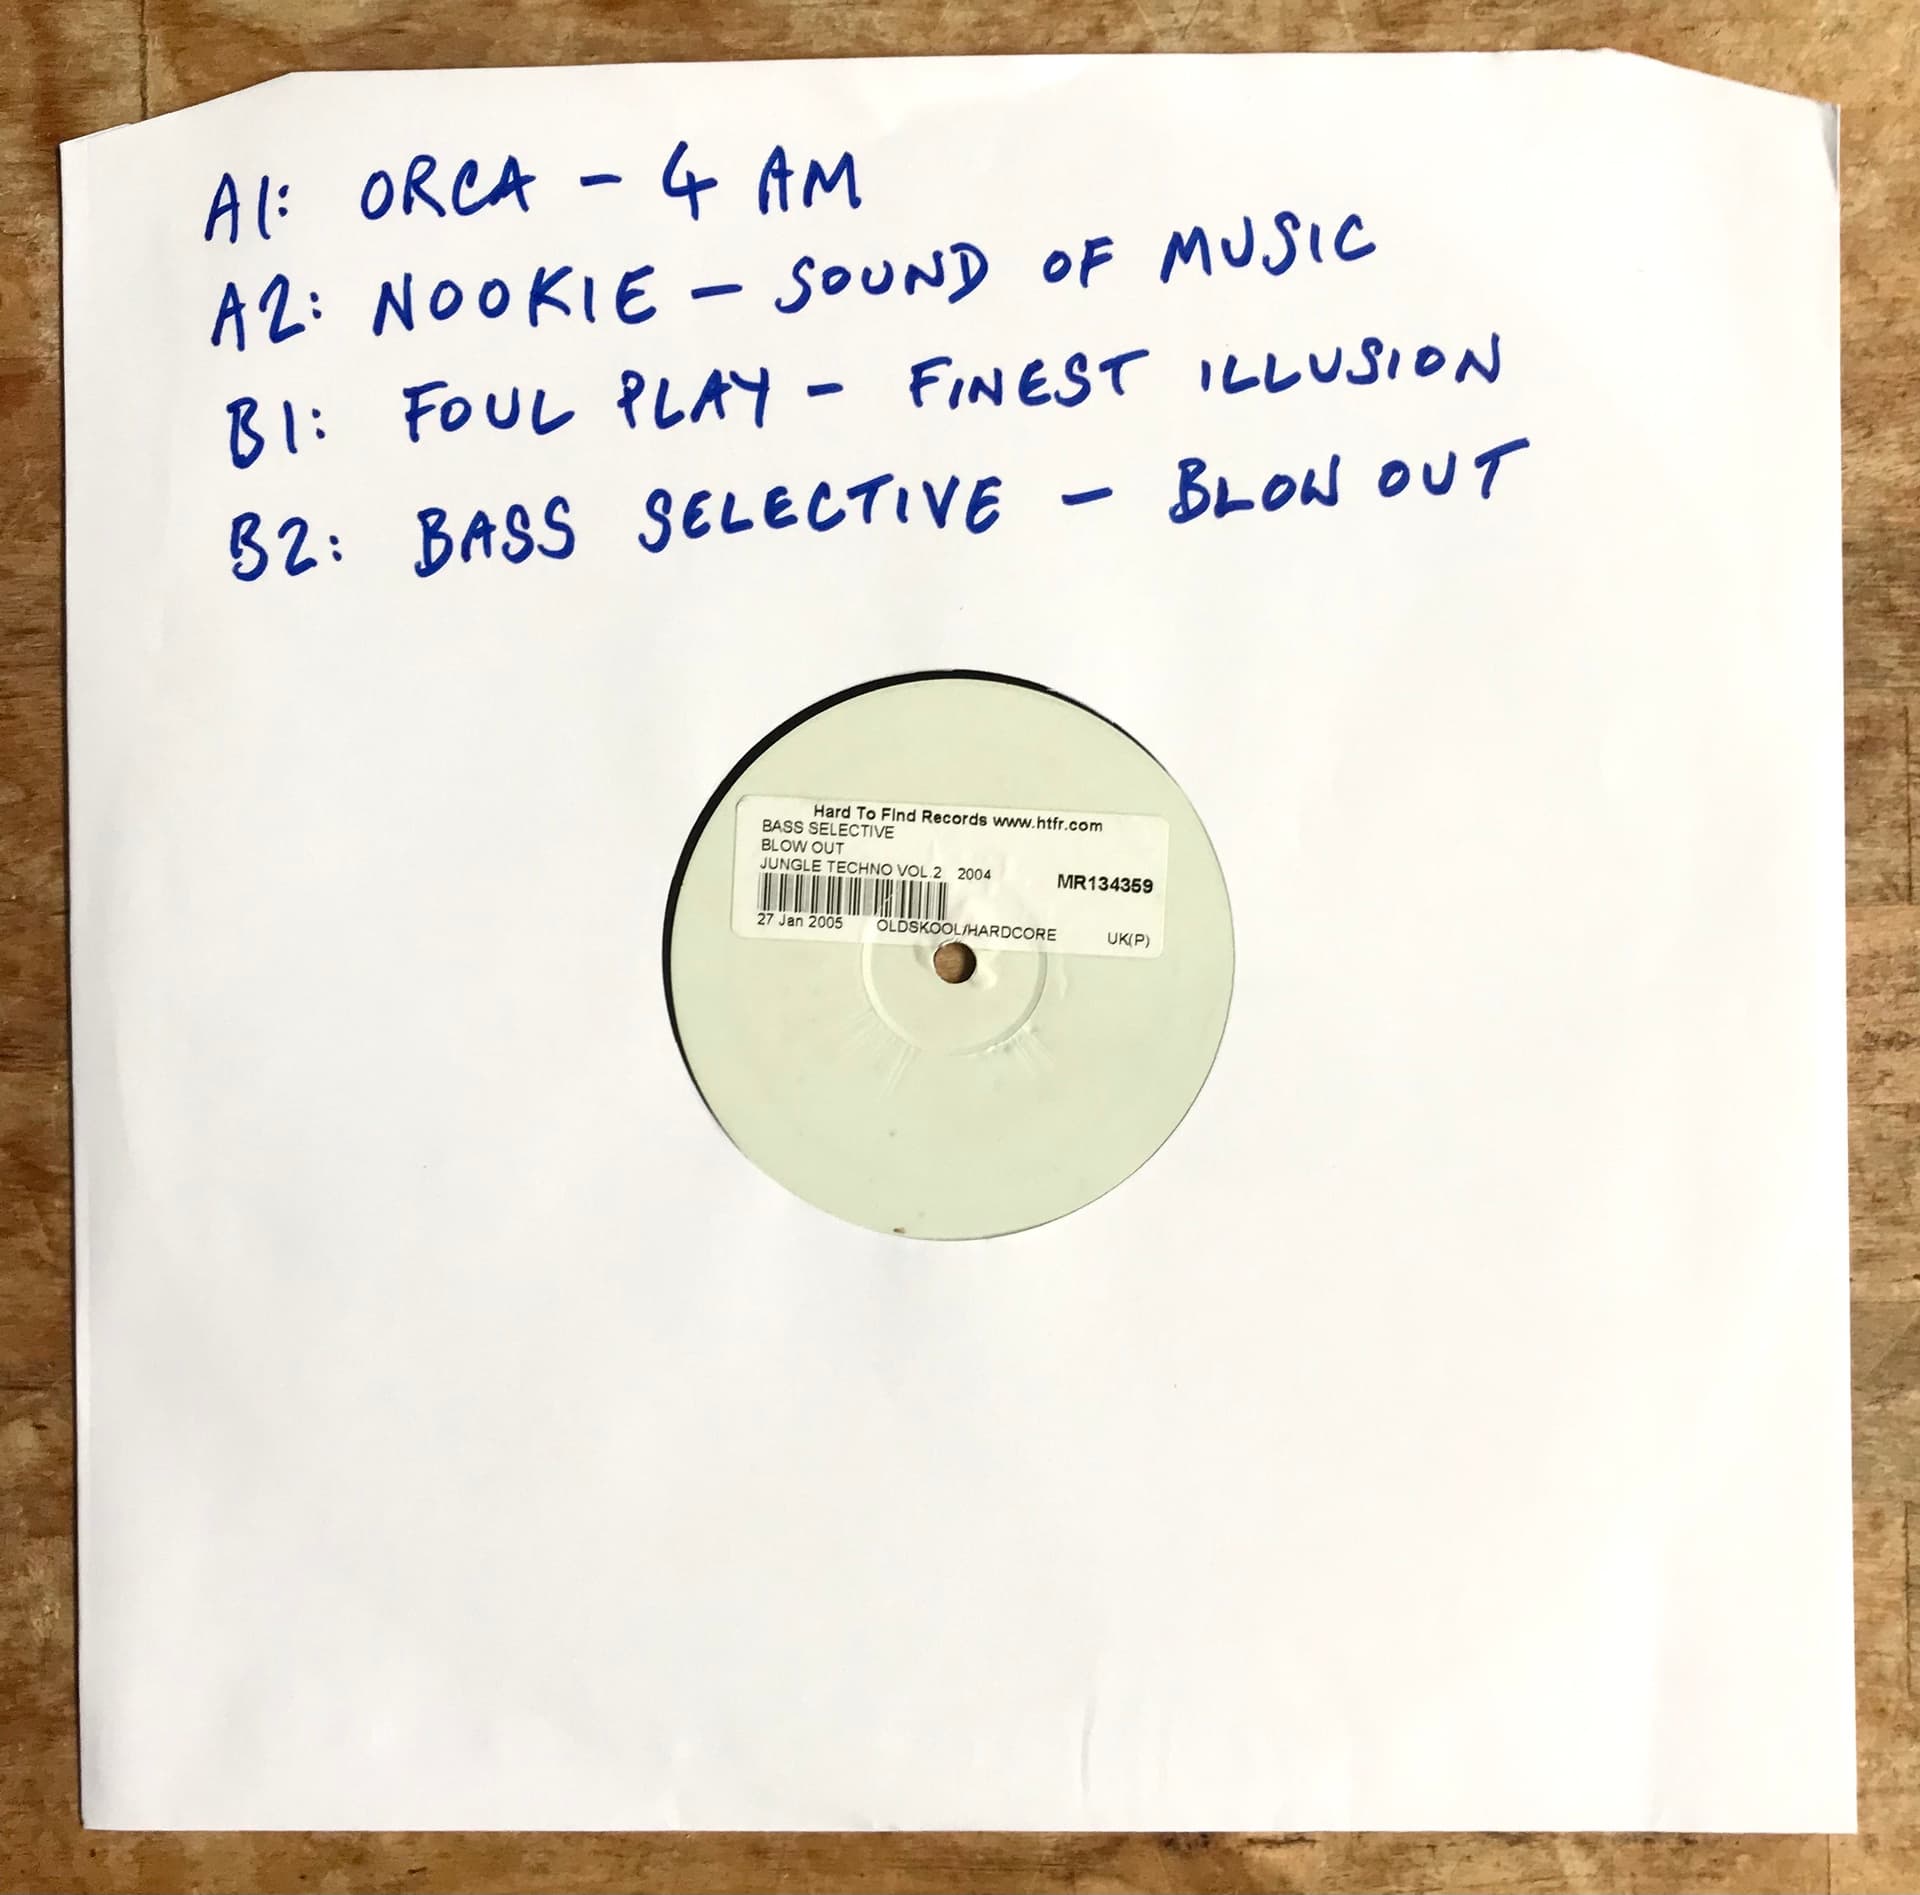 A1: ORCA - 4 AM
A2: NOOKIE - SOUND OF MUSIC
B1: FOUL PLAY - FINEST ILLUSION
B2: BASS SELECTIVE - BLOW OUT
Hard To Find Records www.htfr.com
BASS SELECTIVE
BLOW OUT
JUNGLE TECHNO VOL.2 2004 MR134359
27 Jan 2005 OLDSKOOL/HARDCORE UK(P)